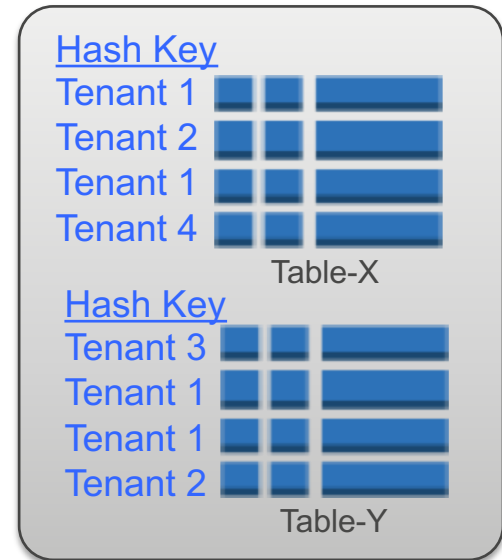 Hash Key
Tenant 1
Tenant 2
Tenant 1
Tenant 4
Table-X
Hash Key
Tenant 3
Tenant 1
Tenant 1
Tenant 2
Table-Y